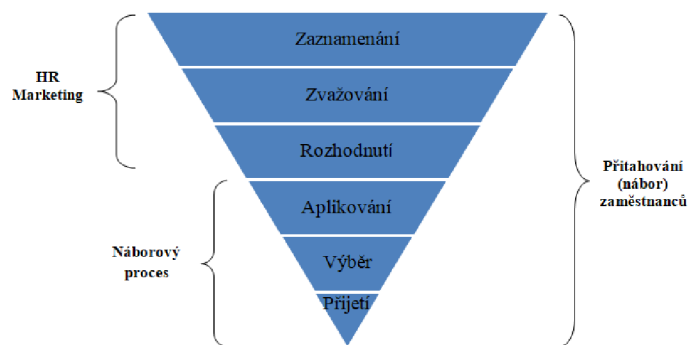 Zaznamenání
HR
Marketing
Zvažování
Rozhodnutí
Přitahování
(nábor)
zaměstnanců
Aplikování
Náborový
proces
Výběr
Přijetí